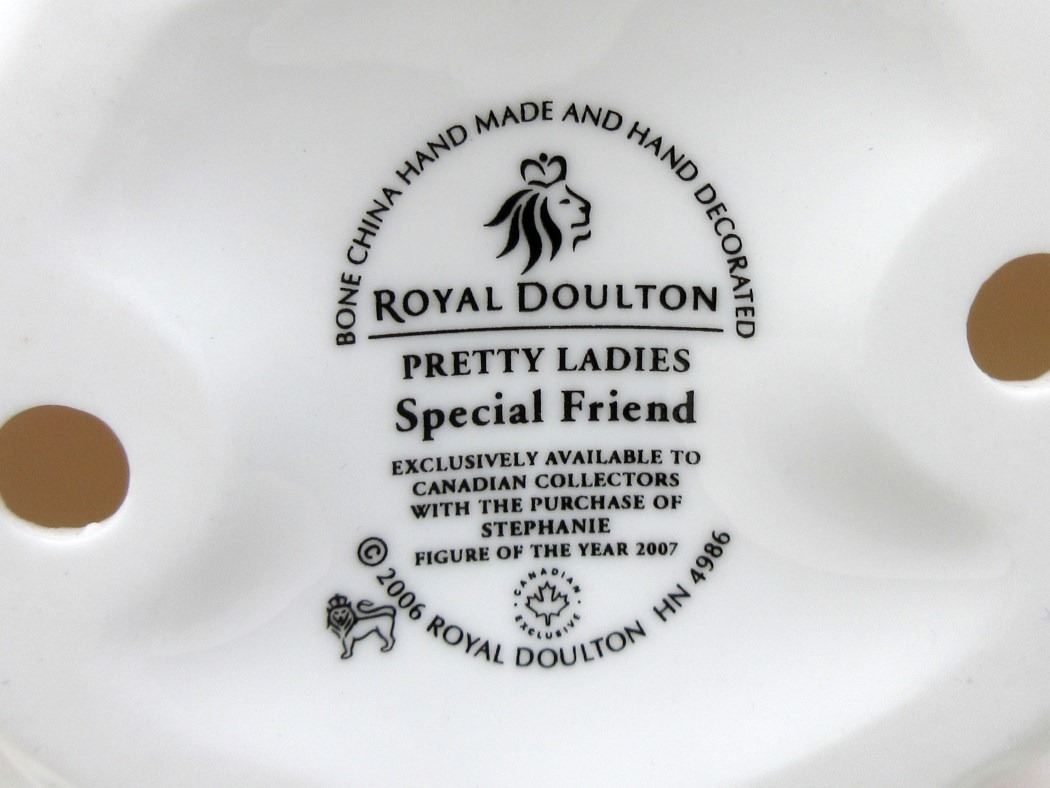 BONE CHINA HAND MADE AND HAND DECORATED
ROYAL DOULTON
PRETTY LADIES
Special Friend
EXCLUSIVELY AVAILABLE TO
CANADIAN COLLECTORS
WITH THE PURCHASE OF
STEPHANIE
FIGURE OF THE YEAR 2007
· CANADIAN ·
EXCLUSIVE
© 2006 ROYAL DOULTON HN 4986